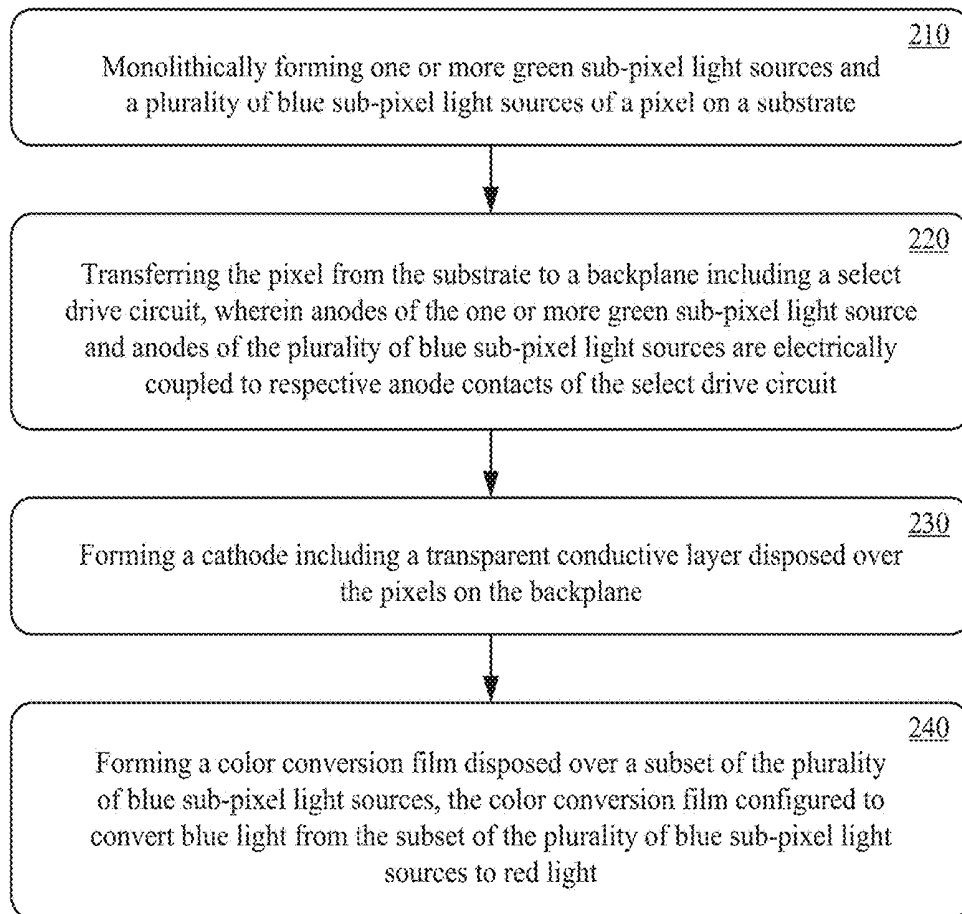 210
Monolithically forming one or more green sub-pixel light sources and
a plurality of blue sub-pixel light sources of a pixel on a substrate
220
Transferring the pixel from the substrate to a backplane including a select
drive circuit, wherein anodes of the one or more green sub-pixel light source
and anodes of the plurality of blue sub-pixel light sources are electrically
coupled to respective anode contacts of the select drive circuit
230
Forming a cathode including a transparent conductive layer disposed over
the pixels on the backplane
240
Forming a color conversion film disposed over a subset of the plurality
of blue sub-pixel light sources, the color conversion film configured to
convert blue light from the subset of the plurality of blue sub-pixel light
sources to red light